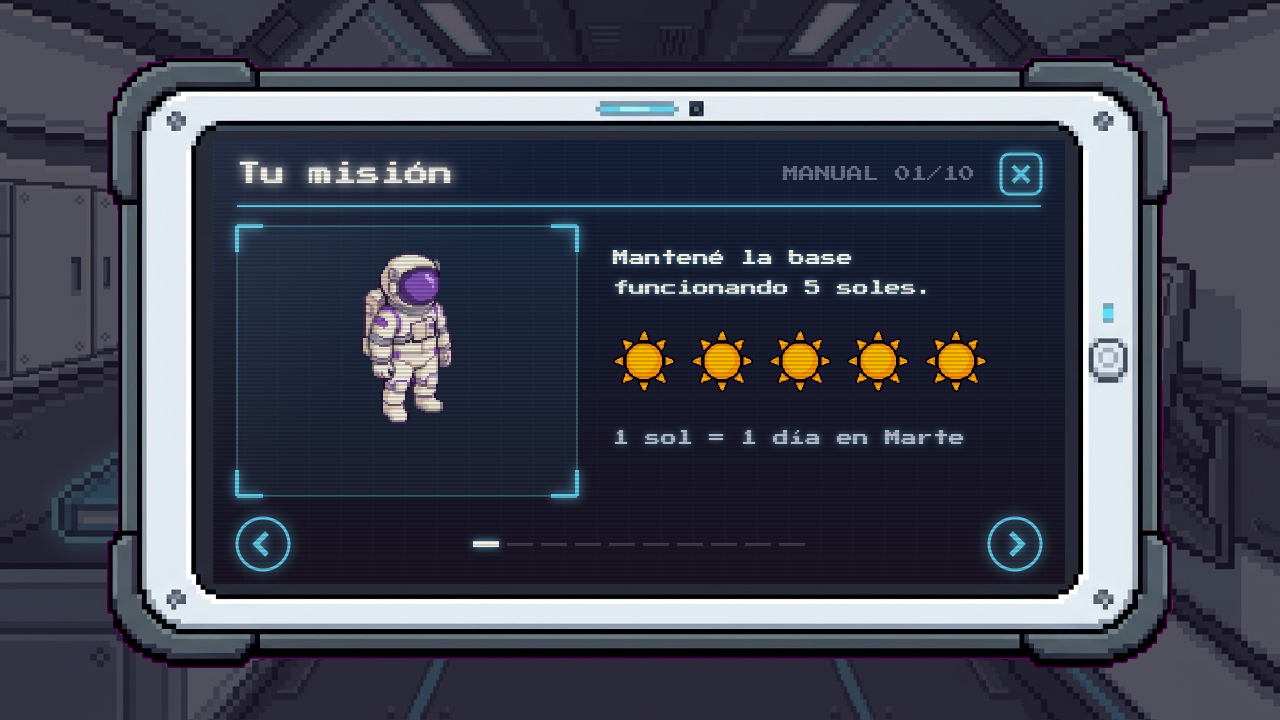 Tu misión
MANUAL 01/10
Mantené la base
funcionando 5 soles.
1 sol = 1 día en Marte